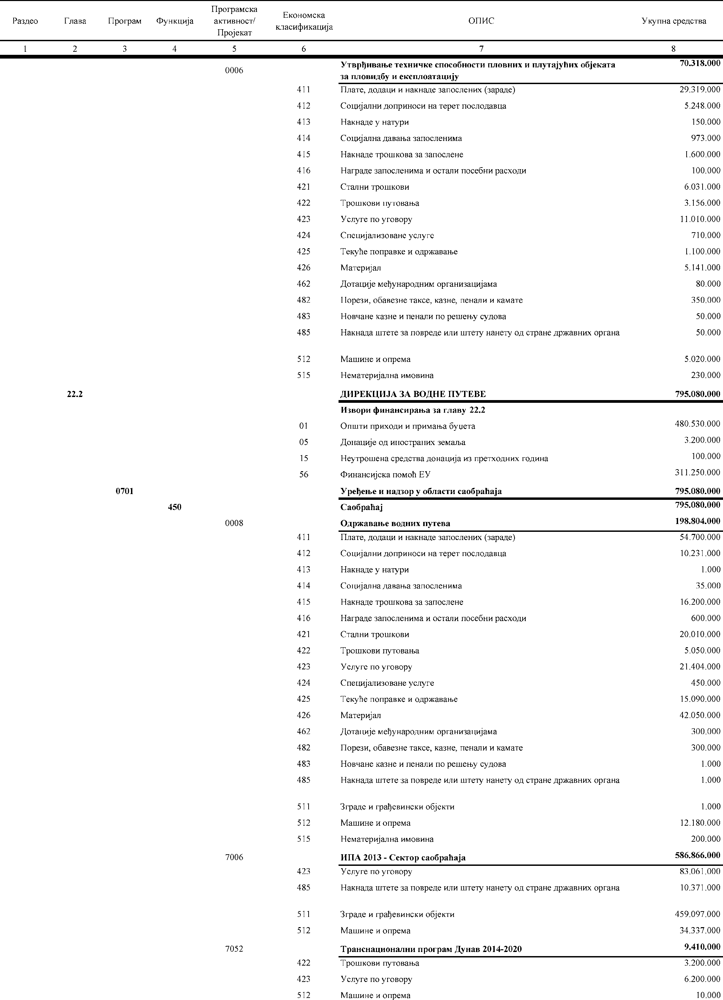 Раздео Глава Програм Функција Програмска активност/ Пројекат Економска класификација ОПИС Укупна средства
1 2 3 4 5 6 7 8
0006 Утврђивање техничке способности пловних и плутајућих објеката 70.318.000
за пловидбу и експлоатацију
411 Плате, додаци и накнаде запослених (зараде) 29.319.000
412 Социјални доприноси на терет послодавца 5.248.000
413 Накнаде у натури 150.000
414 Социјална давања запосленима 973.000
415 Накнаде трошкова за запослене 1.600.000
416 Награде запосленима и остали посебни расходи 100.000
421 Стални трошкови 6.031.000
422 Трошкови путовања 3.156.000
423 Услуге по уговору 11.010.000
424 Специјализоване услуге 710.000
425 Текуће поправке и одржавање 1.100.000
426 Материјал 5.141.000
462 Дотације међународним организацијама 80.000
482 Порези, обавезне таксе, казне, пенали и камате 350.000
483 Новчане казне и пенали по решењу судова 50.000
485 Накнада штете за повреде или штету нанету од стране државних органа 50.000
512 Машине и опрема 5.020.000
515 Нематеријална имовина 230.000
22.2 ДИРЕКЦИЈА ЗА ВОДНЕ ПУТЕВЕ 795.080.000
Извори финансирања за главу 22.2
01 Општи приходи и примања буџета 480.530.000
05 Донације од иностраних земаља 3.200.000
15 Неутрошена средства донација из претходних година 100.000
56 Финансијска помоћ ЕУ 311.250.000
0701 Уређење и надзор у области саобраћаја 795.080.000
450 Саобраћај 795.080.000
0008 Одржавање водних путева 198.804.000
411 Плате, додаци и накнаде запослених (зараде) 54.700.000
412 Социјални доприноси на терет послодавца 10.231.000
413 Накнаде у натури 1.000
414 Социјална давања запосленима 35.000
415 Накнаде трошкова за запослене 16.200.000
416 Награде запосленима и остали посебни расходи 600.000
421 Стални трошкови 20.010.000
422 Трошкови путовања 5.050.000
423 Услуге по уговору 21.404.000
424 Специјализоване услуге 450.000
425 Текуће поправке и одржавање 15.090.000
426 Материјал 42.050.000
462 Дотације међународним организацијама 300.000
482 Порези, обавезне таксе, казне, пенали и камате 300.000
483 Новчане казне и пенали по решењу судова 1.000
485 Накнада штете за повреде или штету нанету од стране државних органа 1.000
511 Зграде и грађевински објекти 1.000
512 Машине и опрема 12.180.000
515 Нематеријална имовина 200.000
7006 ИПА 2013 - Сектор саобраћаја 586.866.000
423 Услуге по уговору 83.061.000
485 Накнада штете за повреде или штету нанету од стране државних органа 10.371.000
511 Зграде и грађевински објекти 459.097.000
512 Машине и опрема 34.337.000
7052 Транснационални програм Дунав 2014-2020 9.410.000
422 Трошкови путовања 3.200.000
423 Услуге по уговору 6.200.000
512 Машине и опрема 10.000